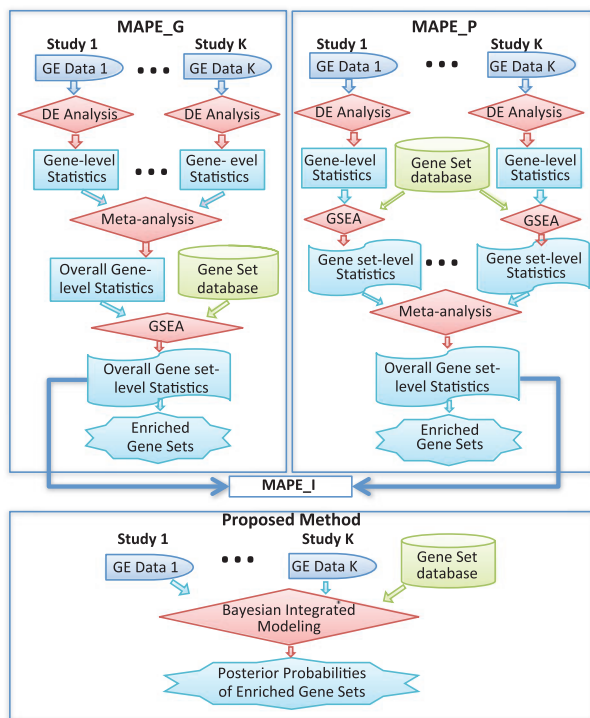 MAPE_G
Study 1
Study K
GE Data 1
GE Data K
DE Analysis
DE Analysis
Gene-level
Statistics
Gene- evel
Statistics
Meta-analysis
Overall Gene-
level Statistics
Gene Set
database
GSEA
Overall Gene set-
level Statistics
Enriched
Gene Sets
MAPE_P
Study 1
Study K
GE Data 1
GE Data K
DE Analysis
DE Analysis
Gene-level
Statistics
Gene Set
database
Gene-level
Statistics
GSEA
GSEA
Gene set-level
Statistics
Gene set-level
Statistics
Meta-analysis
Overall Gene set-
level Statistics
Enriched
Gene Sets
MAPE_I
Proposed Method
Study 1
Study K
GE Data 1
GE Data K
Gene Set
database
Bayesian Integrated
Modeling
Posterior Probabilities
of Enriched Gene Sets